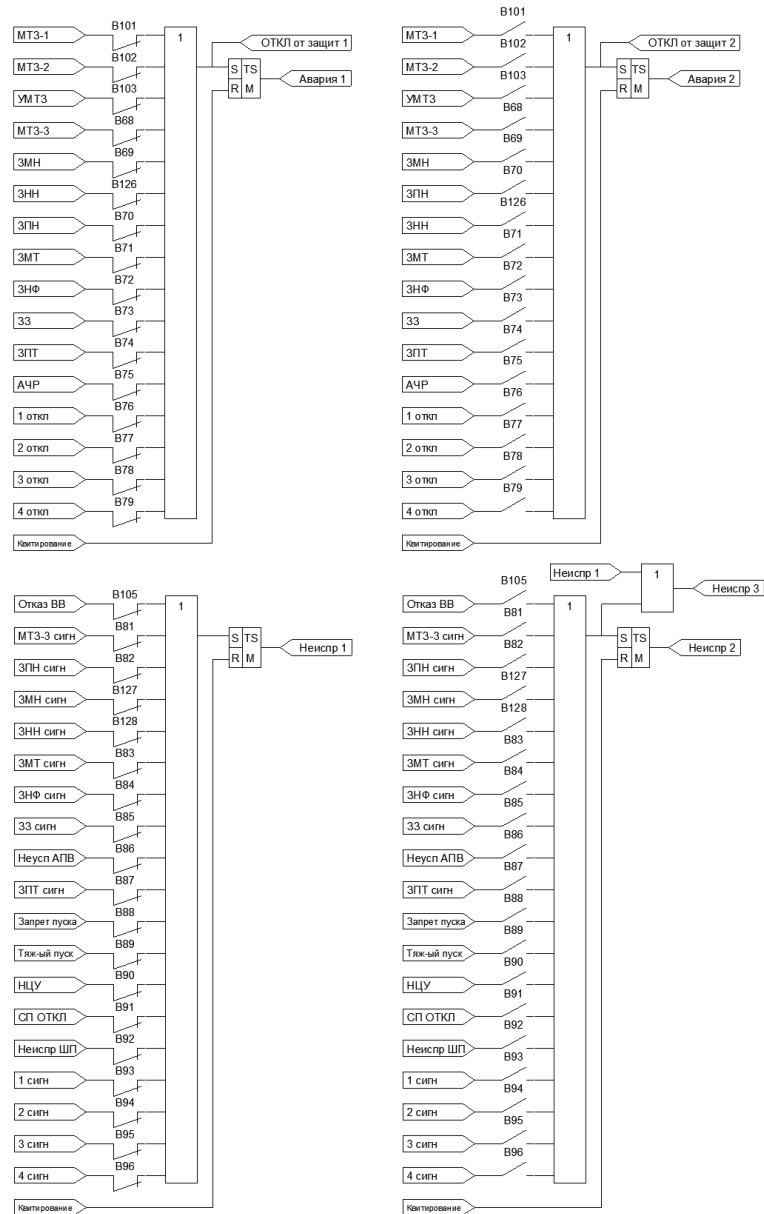 B101
МТЗ-1
1
ОТКЛ от защит 1
B102
МТЗ-2
S TS
R M
Авария 1
B103
УМТЗ
B68
МТЗ-3
B69
ЗМН
B126
ЗНН
B70
ЗПН
B71
ЗМТ
B72
ЗНФ
B73
ЗЗ
B74
ЗПТ
B75
АЧР
B76
1 откл
B77
2 откл
B78
3 откл
B79
4 откл
Квитирование
B101
МТЗ-1
1
ОТКЛ от защит 2
B102
МТЗ-2
S TS
R M
Авария 2
B103
УМТЗ
B68
МТЗ-3
B69
ЗМН
B70
ЗПН
B126
ЗНН
B71
ЗМТ
B72
ЗНФ
B73
ЗЗ
B74
ЗПТ
B75
АЧР
B76
1 откл
B77
2 откл
B78
3 откл
B79
4 откл
Квитирование
B105
Отказ ВВ
1
B81
МТЗ-3 сигн
S TS
R M
Неиспр 1
B82
ЗПН сигн
B127
ЗМН сигн
B128
ЗНН сигн
B83
ЗМТ сигн
B84
ЗНФ сигн
B85
ЗЗ сигн
B86
Неусп АПВ
B87
ЗПТ сигн
B88
Запрет пуска
B89
Тяж-ый пуск
B90
НЦУ
B91
СП ОТКЛ
B92
Неиспр ШП
B93
1 сигн
B94
2 сигн
B95
3 сигн
B96
4 сигн
Квитирование
Неиспр 1
1
Неиспр 3
B105
Отказ ВВ
1
B81
МТЗ-3 сигн
S TS
R M
Неиспр 2
B82
ЗПН сигн
B127
ЗМН сигн
B128
ЗНН сигн
B83
ЗМТ сигн
B84
ЗНФ сигн
B85
ЗЗ сигн
B86
Неусп АПВ
B87
ЗПТ сигн
B88
Запрет пуска
B89
Тяж-ый пуск
B90
НЦУ
B91
СП ОТКЛ
B92
Неиспр ШП
B93
1 сигн
B94
2 сигн
B95
3 сигн
B96
4 сигн
Квитирование